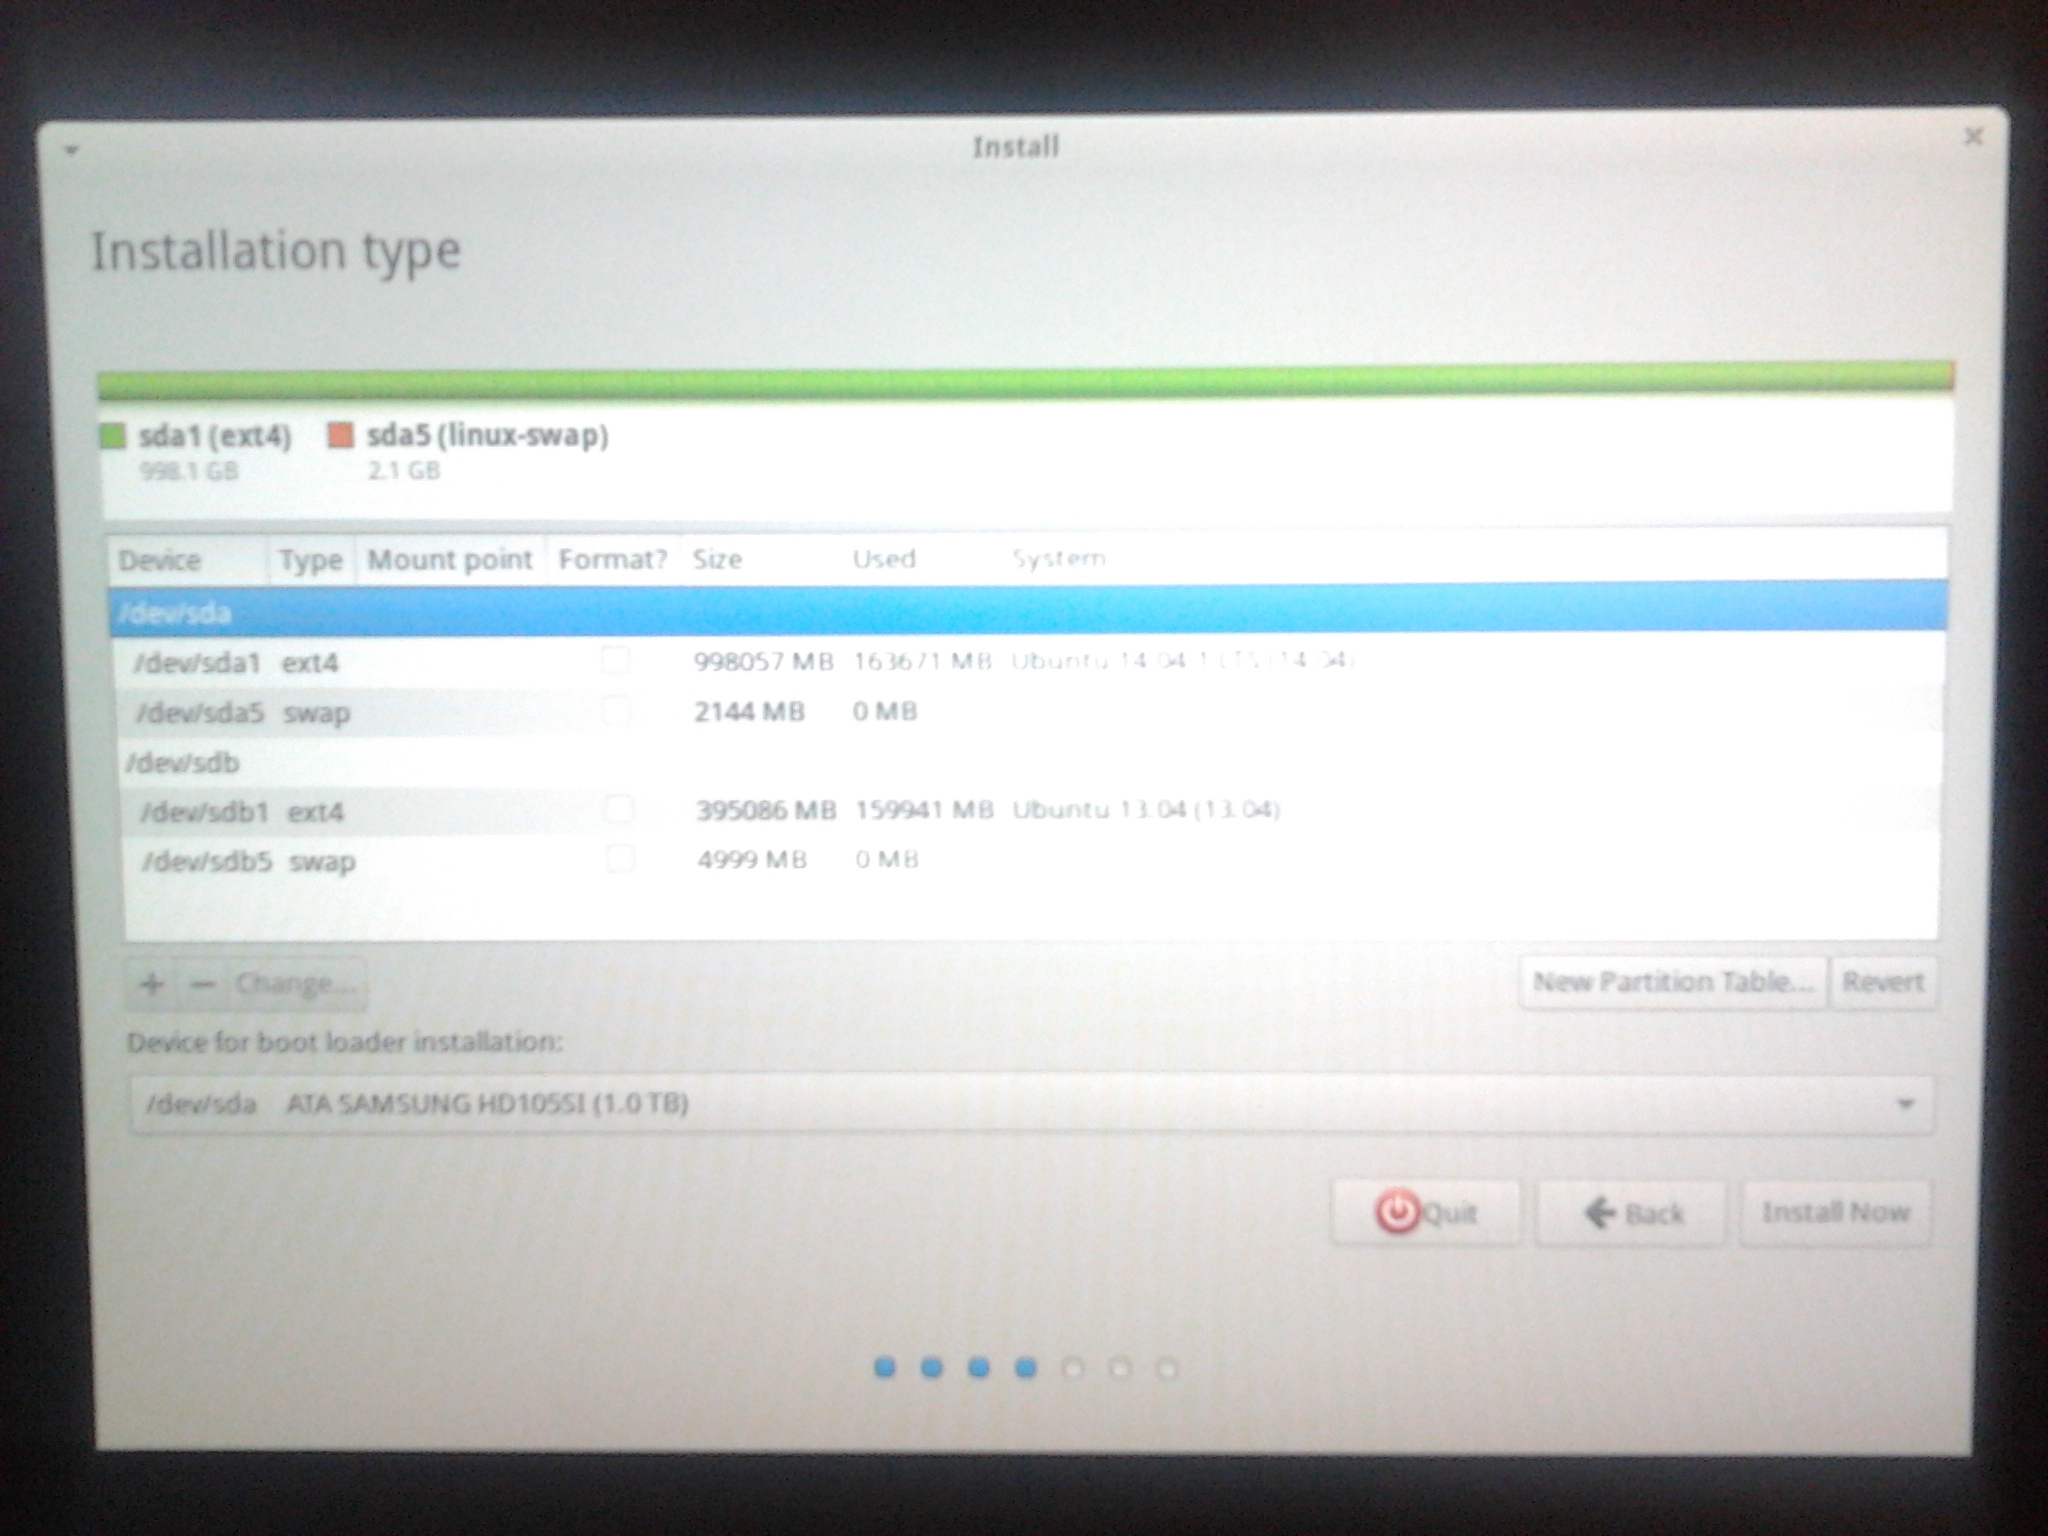 Install
Installation type
sda1 (ext4) sda5 (linux-swap)
998.1 GB 2.1 GB
Device Type Mount point Format? Size Used System
/dev/sda
/dev/sda1 ext4 998057 MB 163671 MB Ubuntu 14.04.1 LTS (14.04)
/dev/sda5 swap 2144 MB 0 MB
/dev/sdb
/dev/sdb1 ext4 395086 MB 159941 MB Ubuntu 13.04 (13.04)
/dev/sdb5 swap 4999 MB 0 MB
+ − Change... New Partition Table... Revert
Device for boot loader installation:
/dev/sda ATA SAMSUNG HD105SI (1.0 TB)
Quit Back Install Now